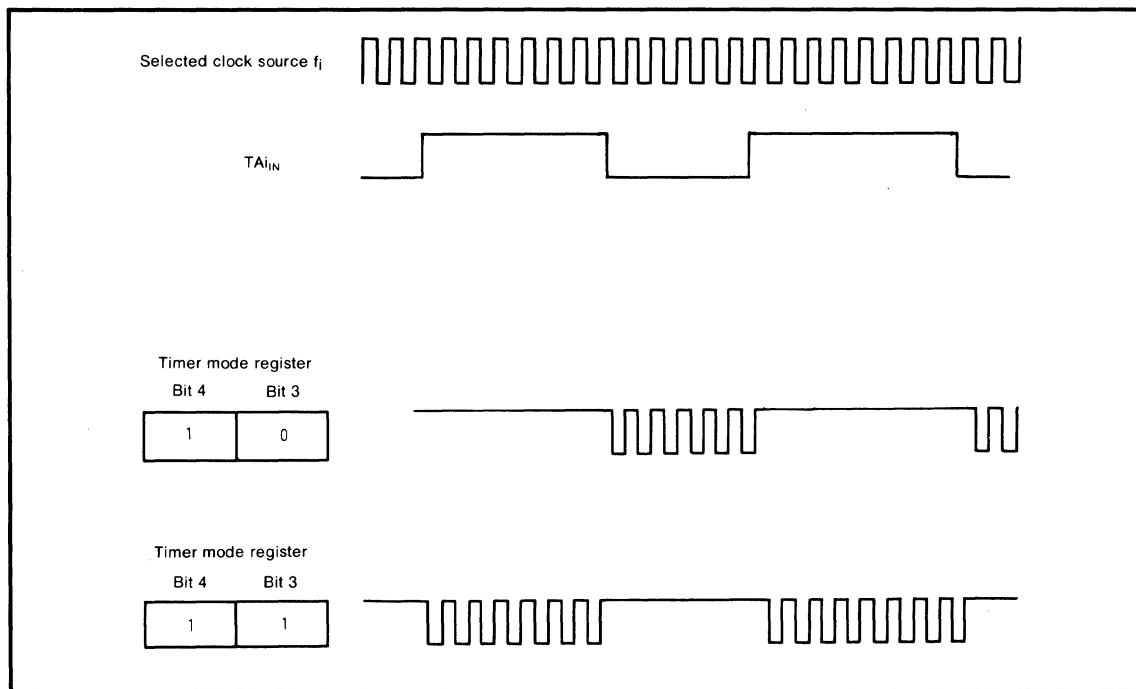 Selected clock source fi
TAiIN
Timer mode register
Bit 4 Bit 3
1 0
Timer mode register
Bit 4 Bit 3
1 1